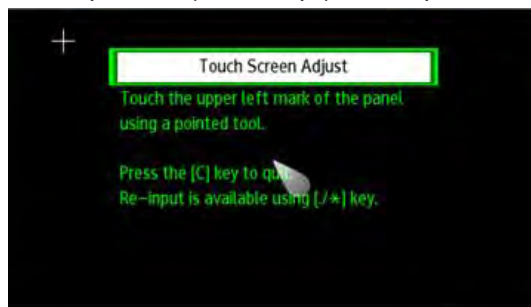 Touch Screen Adjust
Touch the upper left mark of the panel
using a pointed tool.
Press the [C] key to quit.
Re-input is available using [./*] key.